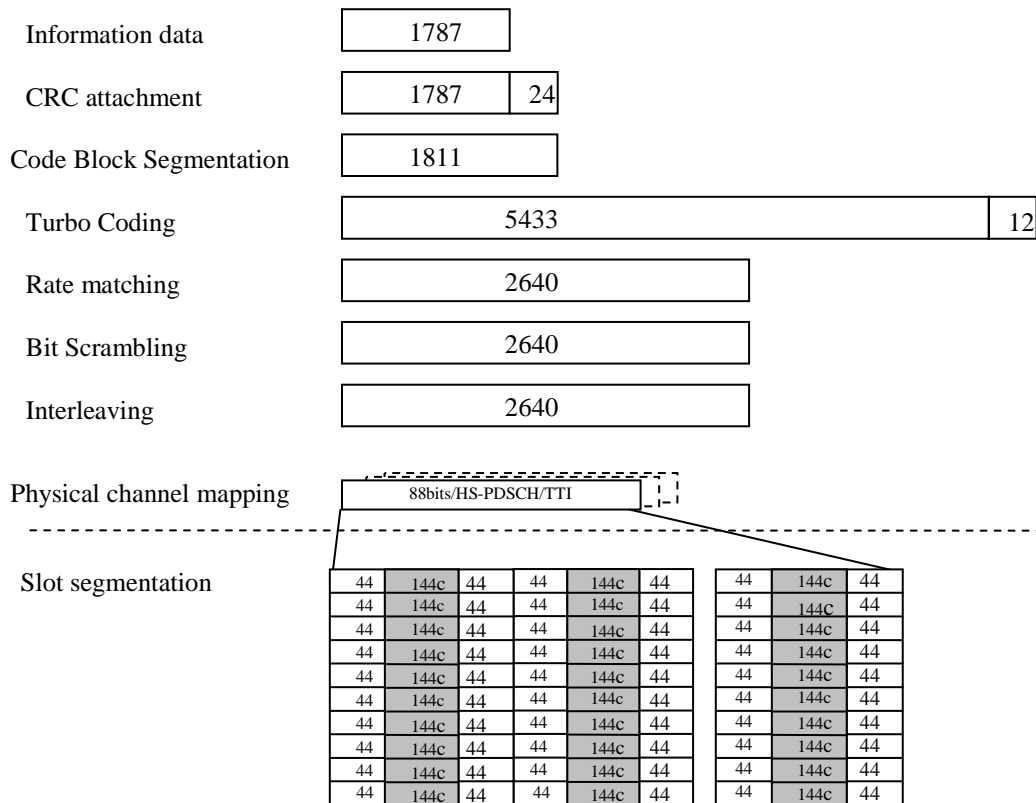 Information data 1787
CRC attachment 1787 24
Code Block Segmentation 1811
Turbo Coding 5433 12
Rate matching 2640
Bit Scrambling 2640
Interleaving 2640
Physical channel mapping 88bits/HS-PDSCH/TTI
Slot segmentation
44 144c 44 44 144c 44 44 144c 44
44 144c 44 44 144c 44 44 144c 44
44 144c 44 44 144c 44 44 144c 44
44 144c 44 44 144c 44 44 144c 44
44 144c 44 44 144c 44 44 144c 44
44 144c 44 44 144c 44 44 144c 44
44 144c 44 44 144c 44 44 144c 44
44 144c 44 44 144c 44 44 144c 44
44 144c 44 44 144c 44 44 144c 44
44 144c 44 44 144c 44 44 144c 44